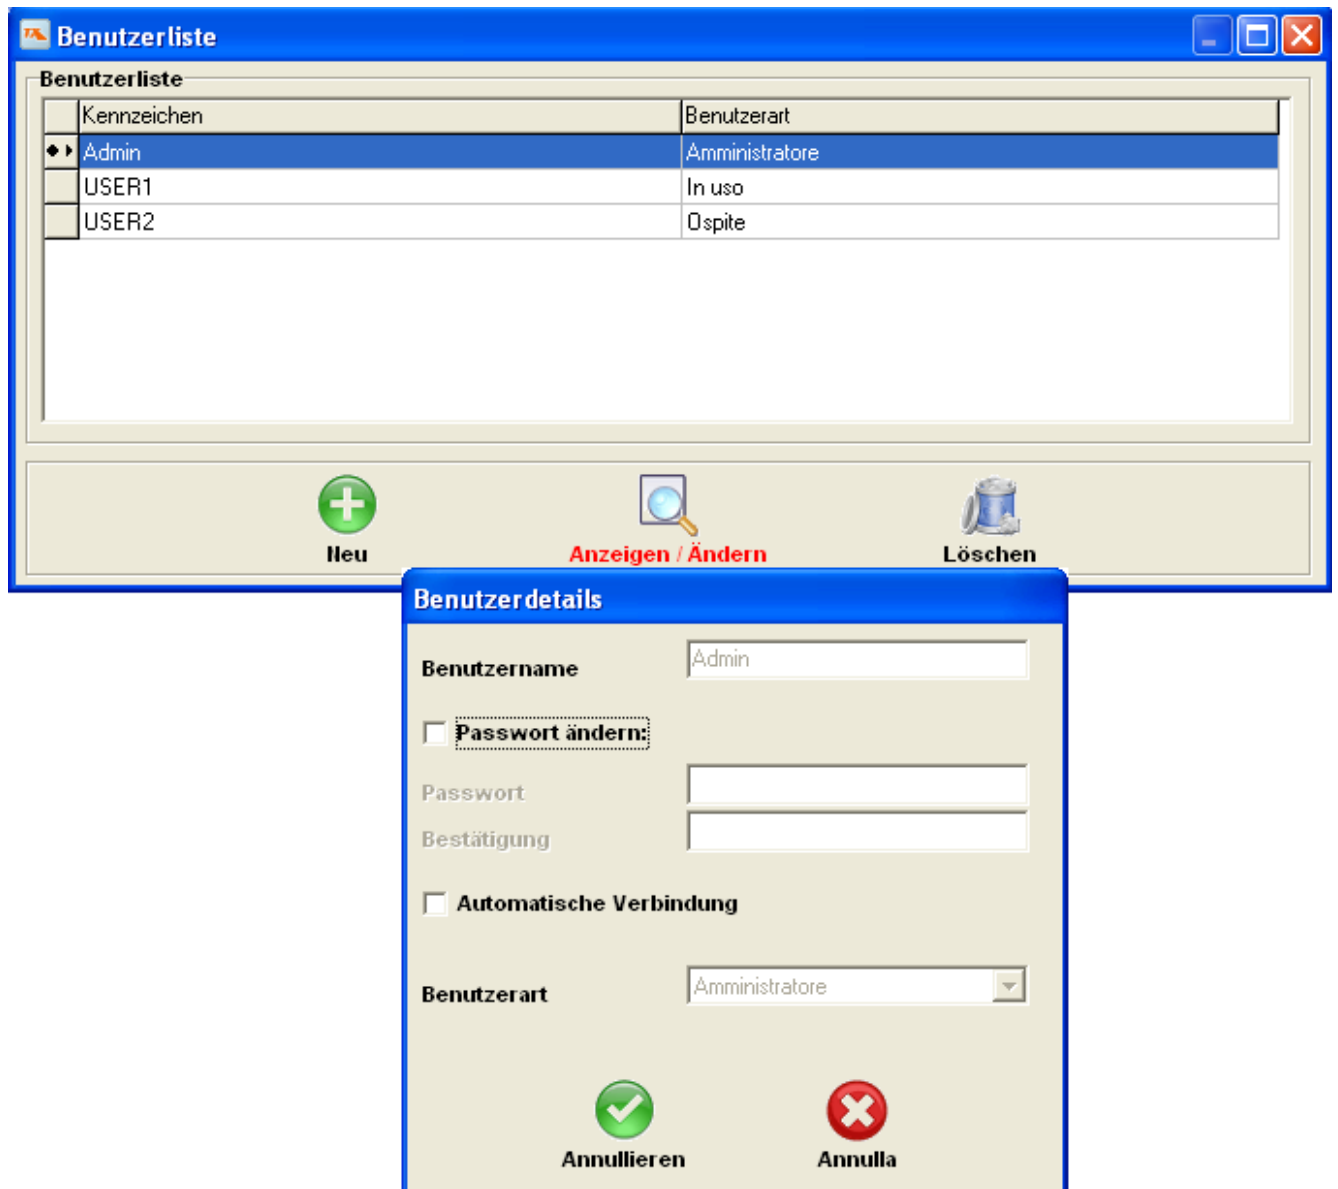 Benutzerliste
Benutzerliste
Kennzeichen Benutzerart
Admin Amministratore
USER1 In uso
USER2 Ospite
Neu Anzeigen / Ändern Löschen
Benutzerdetails
Benutzername Admin
Passwort ändern:
Passwort
Bestätigung
Automatische Verbindung
Benutzerart Amministratore
Annullieren Annulla